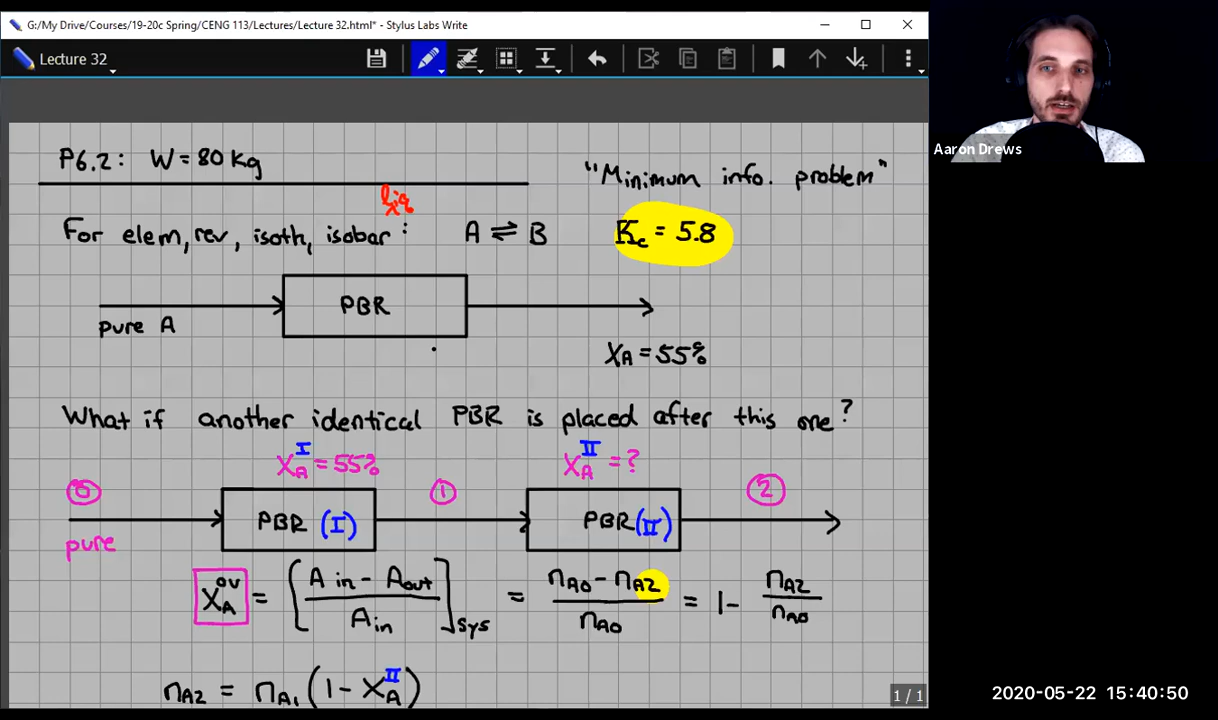 G:/My Drive/Courses/19-20c Spring/CENG 113/Lectures/Lecture 32.html* - Stylus Labs Write
Lecture 32
Aaron Drews
P6.2: W = 80 Kg
"Minimum info. problem"
liq
For elem, rev, isoth, isobar : A ⇌ B Kc = 5.8
PBR
pure A
XA = 55%
What if another identical PBR is placed after this one?
XA^I = 55% XA^II = ?
0 1 2
PBR (I) PBR (II)
pure
XA^ov = [ (A in - Aout) / Ain ]sys = (nA0 - nA2) / nA0 = 1 - nA2 / nA0
nA2 = nA1 (1 - XA^II)
1 / 1
2020-05-22 15:40:50